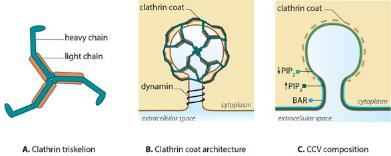 heavy chain
light chain
A. Clathrin triskelion
clathrin coat
dynamin
cytoplasm
extracellular space
B. Clathrin coat architecture
clathrin coat
↓PIP2
↑PIP2
BAR
cytoplasm
extracellular space
C. CCV composition